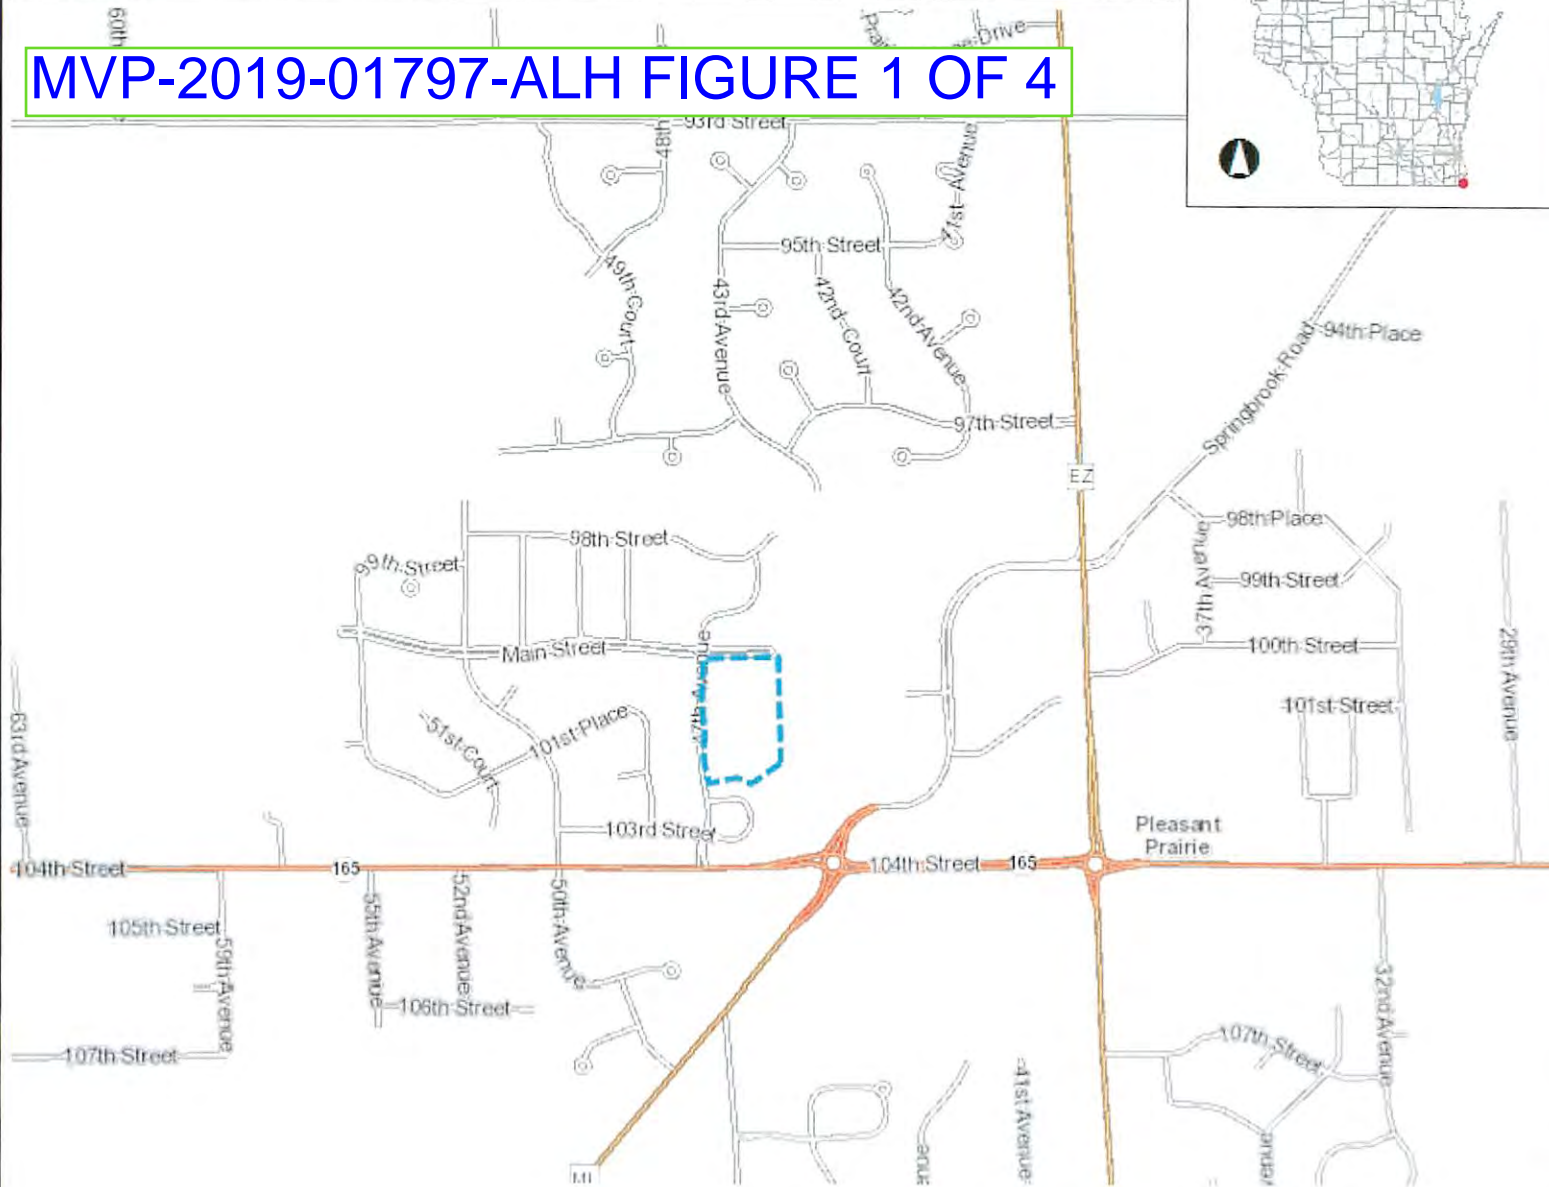 60th
Drive
MVP-2019-01797-ALH FIGURE 1 OF 4
93rd Street
48th
41st Avenue
95th Street
49th Court
43rd Avenue
42nd Court
42nd Avenue
94th Place
Springbrook Road
97th Street
EZ
98th Street
98th Place
99th Street
37th Avenue
99th Street
Main Street
47th Avenue
100th Street
29th Avenue
101st Street
63rd Avenue
51st Court
101st Place
103rd Street
Pleasant
Prairie
104th Street
165
104th Street
165
105th Street
59th Avenue
55th Avenue
52nd Avenue
50th Avenue
106th Street
32nd Avenue
107th Street
107th Street
41st Avenue